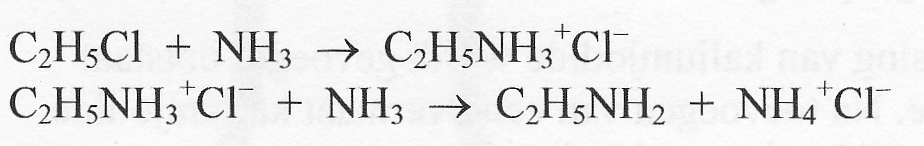 C₂H₅Cl + NH₃ → C₂H₅NH₃⁺Cl⁻
C₂H₅NH₃⁺Cl⁻ + NH₃ → C₂H₅NH₂ + NH₄⁺Cl⁻